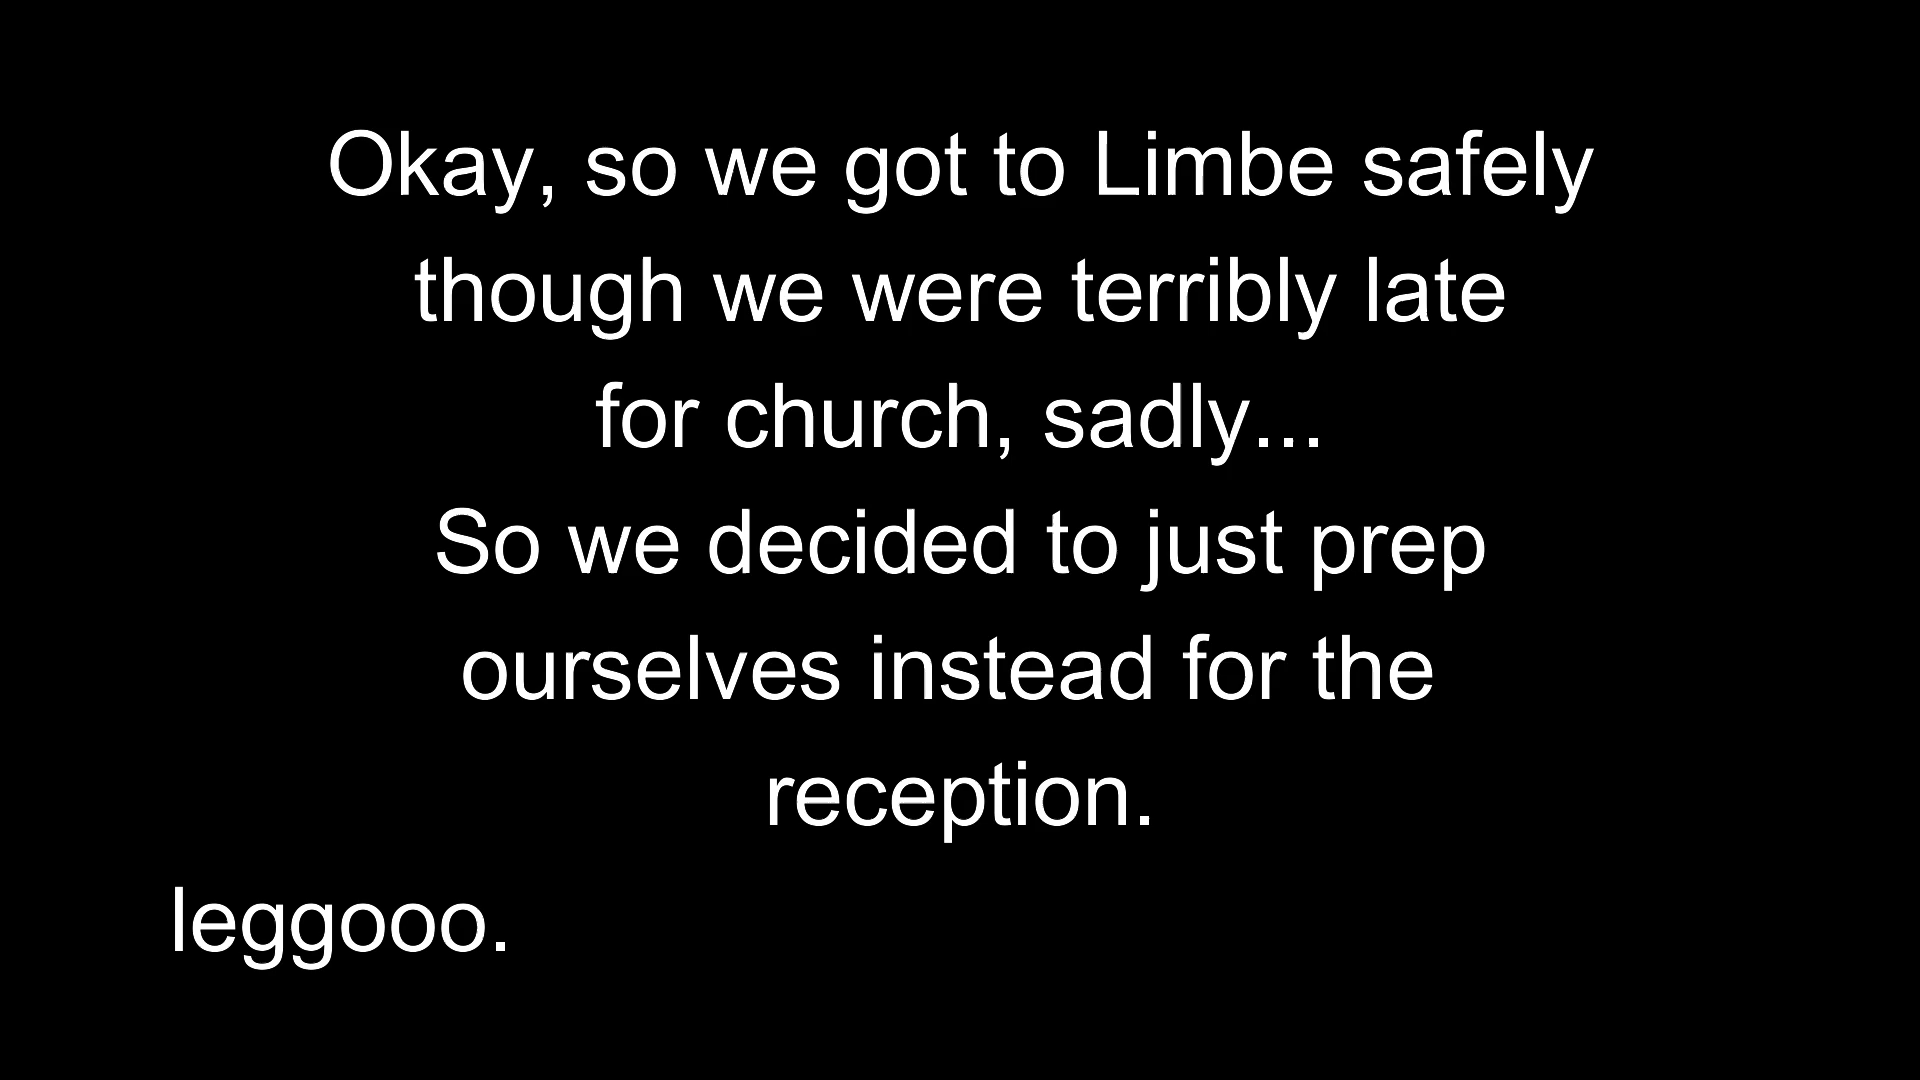 Okay, so we got to Limbe safely
though we were terribly late
for church, sadly...
So we decided to just prep
ourselves instead for the
reception.
leggooo.